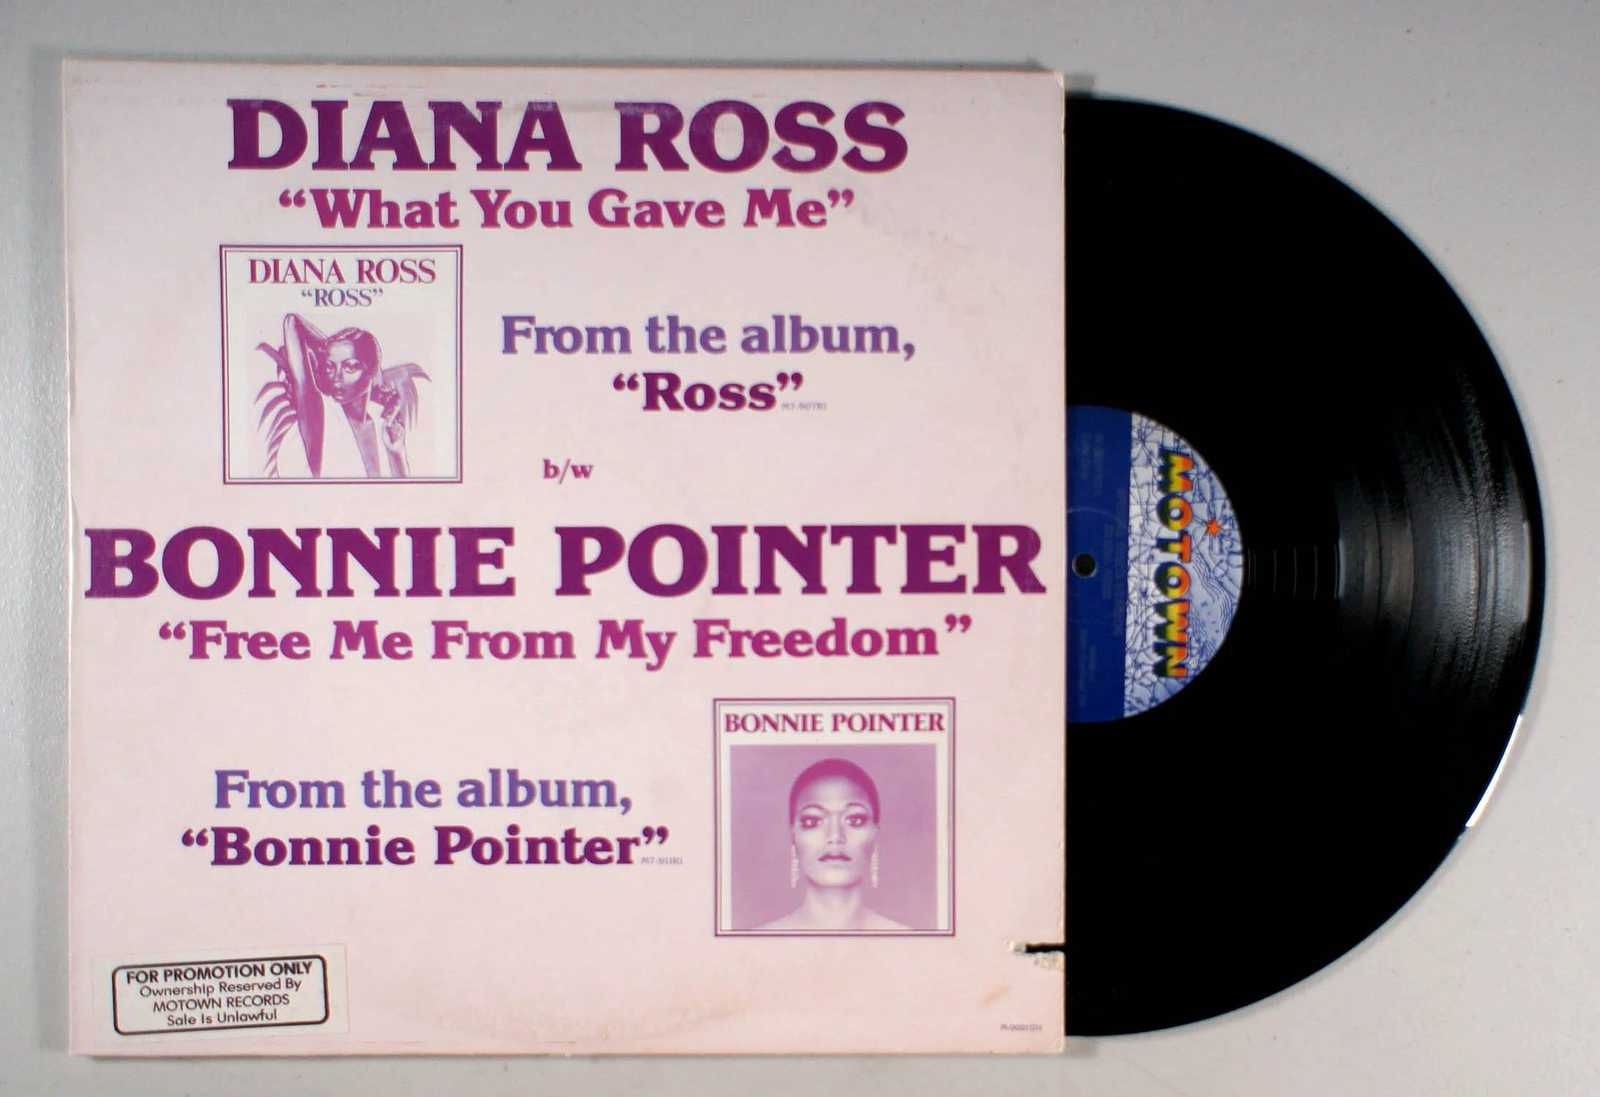 DIANA ROSS
“What You Gave Me”
DIANA ROSS
“ROSS”
From the album,
“Ross”
b/w
BONNIE POINTER
“Free Me From My Freedom”
BONNIE POINTER
From the album,
“Bonnie Pointer”
FOR PROMOTION ONLY
Ownership Reserved By
MOTOWN RECORDS
Sale Is Unlawful
MOTOWN